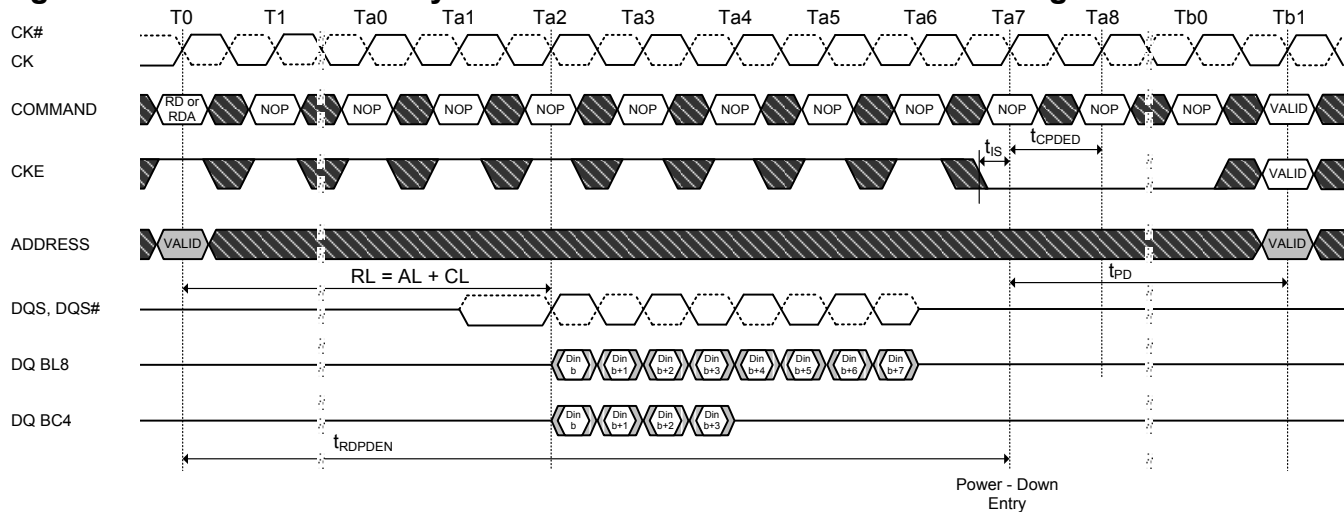 T0 T1 Ta0 Ta1 Ta2 Ta3 Ta4 Ta5 Ta6 Ta7 Ta8 Tb0 Tb1
CK#
CK
COMMAND RD or RDA NOP NOP NOP NOP NOP NOP NOP NOP NOP NOP NOP VALID
tIS tCPDED
CKE VALID
ADDRESS VALID VALID
RL = AL + CL tPD
DQS, DQS#
DQ BL8 Din b Din b+1 Din b+2 Din b+3 Din b+4 Din b+5 Din b+6 Din b+7
DQ BC4 Din b Din b+1 Din b+2 Din b+3
tRDPDEN
Power - Down
Entry